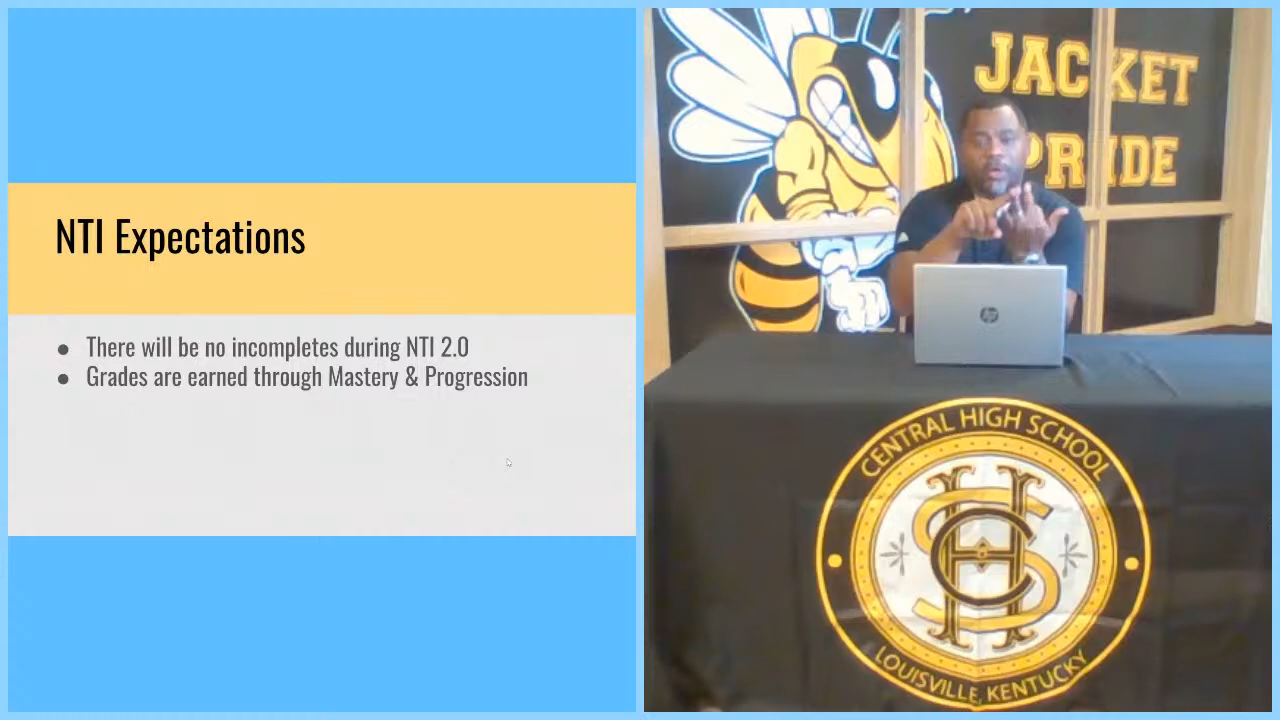 NTI Expectations
● There will be no incompletes during NTI 2.0
● Grades are earned through Mastery & Progression
JACKET
PRIDE
hp
CENTRAL HIGH SCHOOL
CHS
LOUISVILLE, KENTUCKY